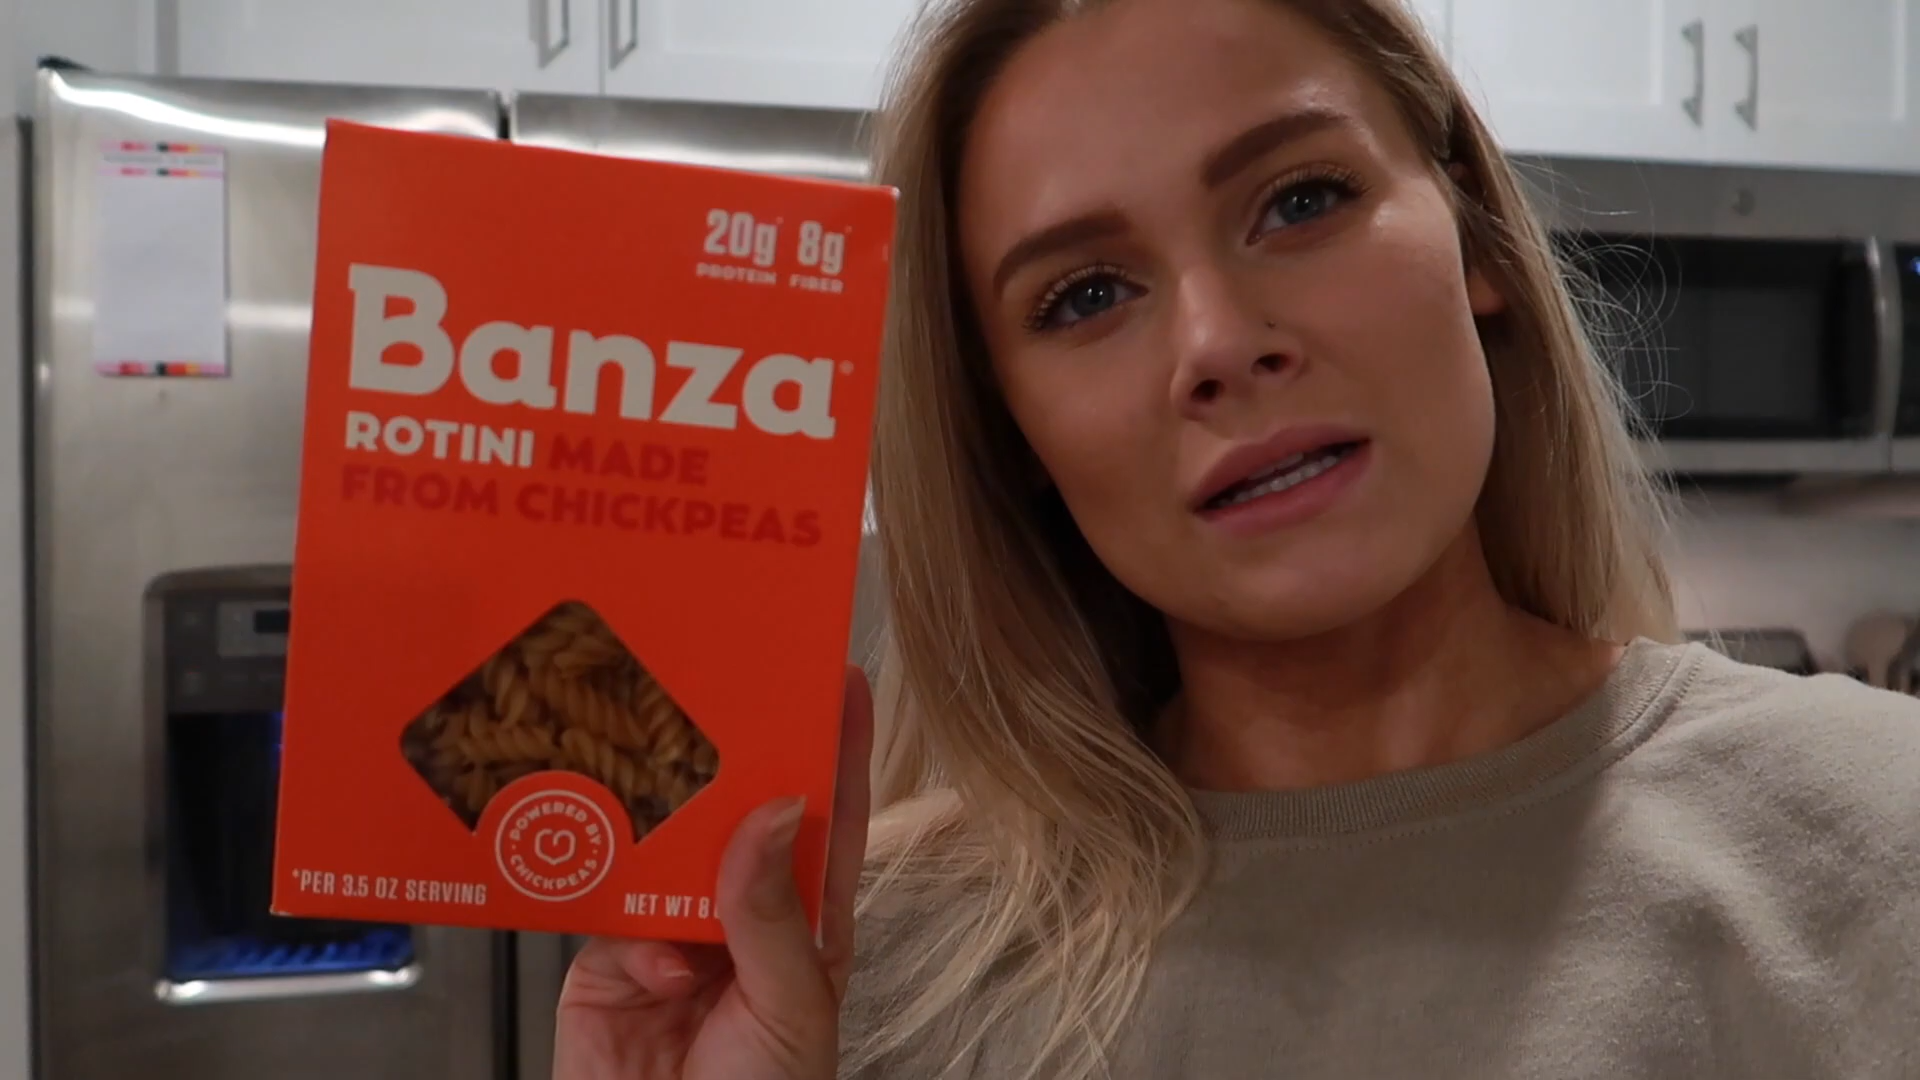 20g* 8g*
PROTEIN FIBER
Banza®
ROTINI MADE
FROM CHICKPEAS
POWERED BY
CHICKPEAS
*PER 3.5 OZ SERVING
NET WT 8